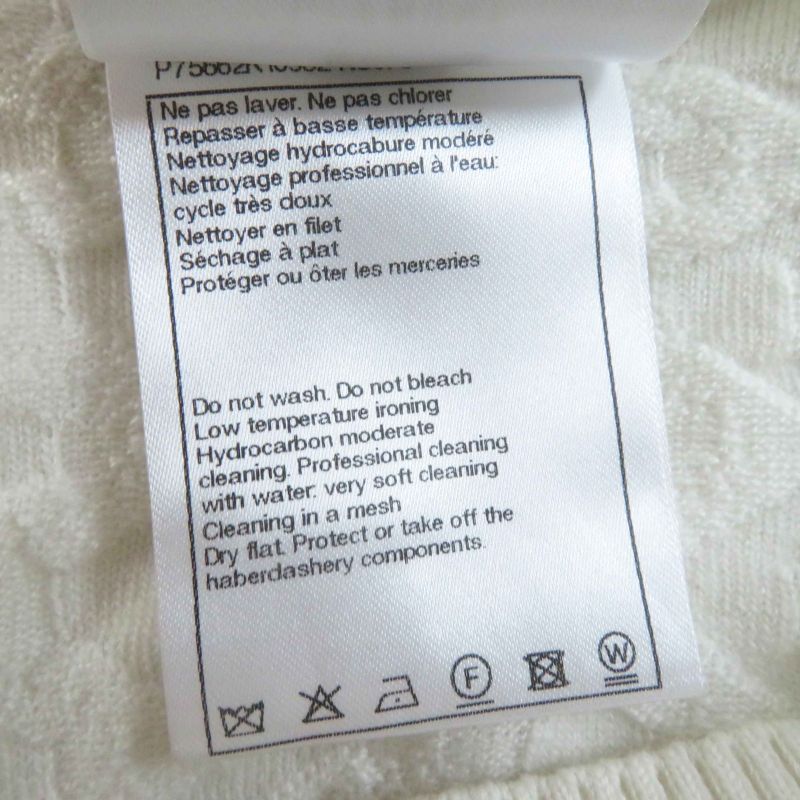 Ne pas laver. Ne pas chlorer
Repasser à basse température
Nettoyage hydrocabure modéré
Nettoyage professionnel à l'eau:
cycle très doux
Nettoyer en filet
Séchage à plat
Protéger ou ôter les merceries
Do not wash. Do not bleach
Low temperature ironing
Hydrocarbon moderate
cleaning. Professional cleaning
with water: very soft cleaning
Cleaning in a mesh
Dry flat. Protect or take off the
haberdashery components.
F W